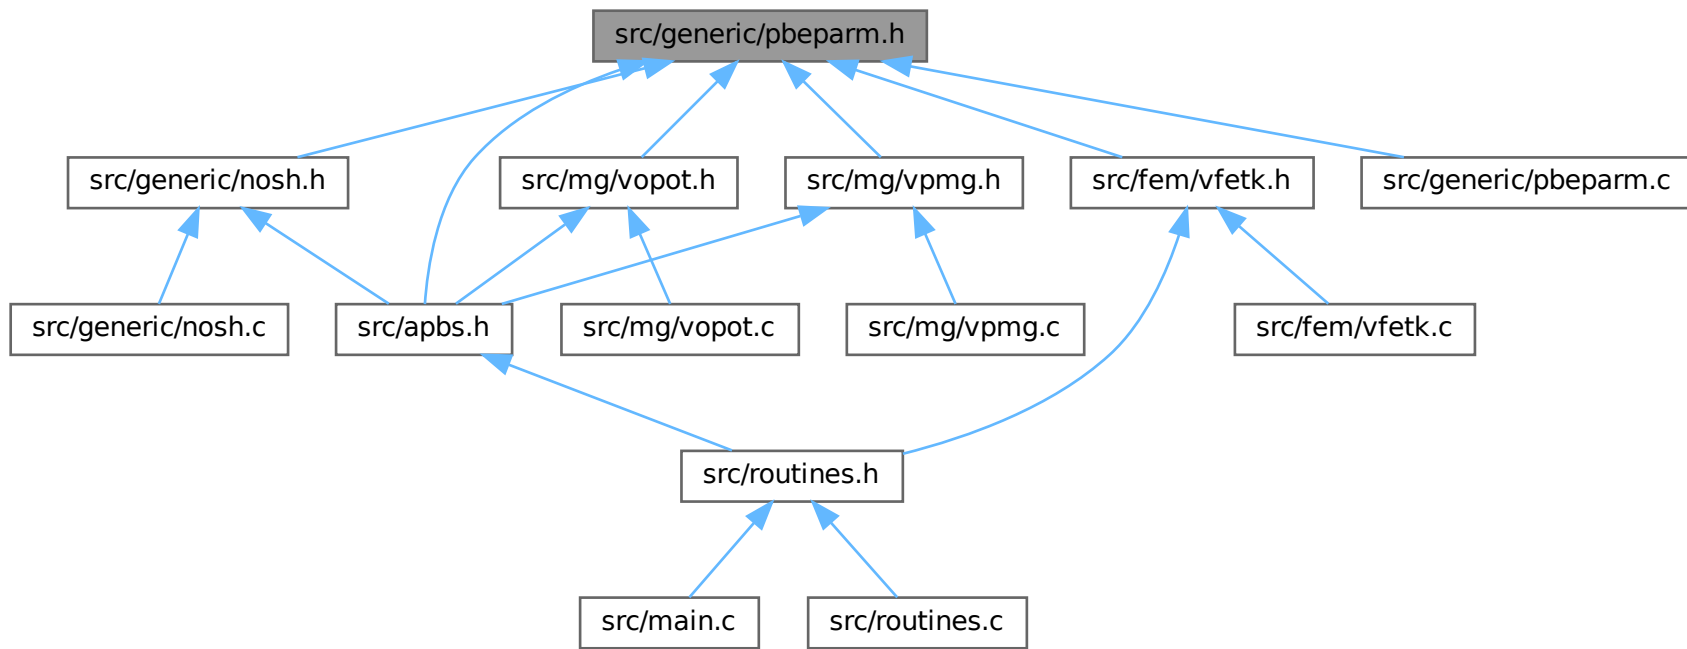 src/generic/pbeparm.h
src/generic/nosh.h
src/mg/vopot.h
src/mg/vpmg.h
src/fem/vfetk.h
src/generic/pbeparm.c
src/generic/nosh.c
src/apbs.h
src/mg/vopot.c
src/mg/vpmg.c
src/fem/vfetk.c
src/routines.h
src/main.c
src/routines.c